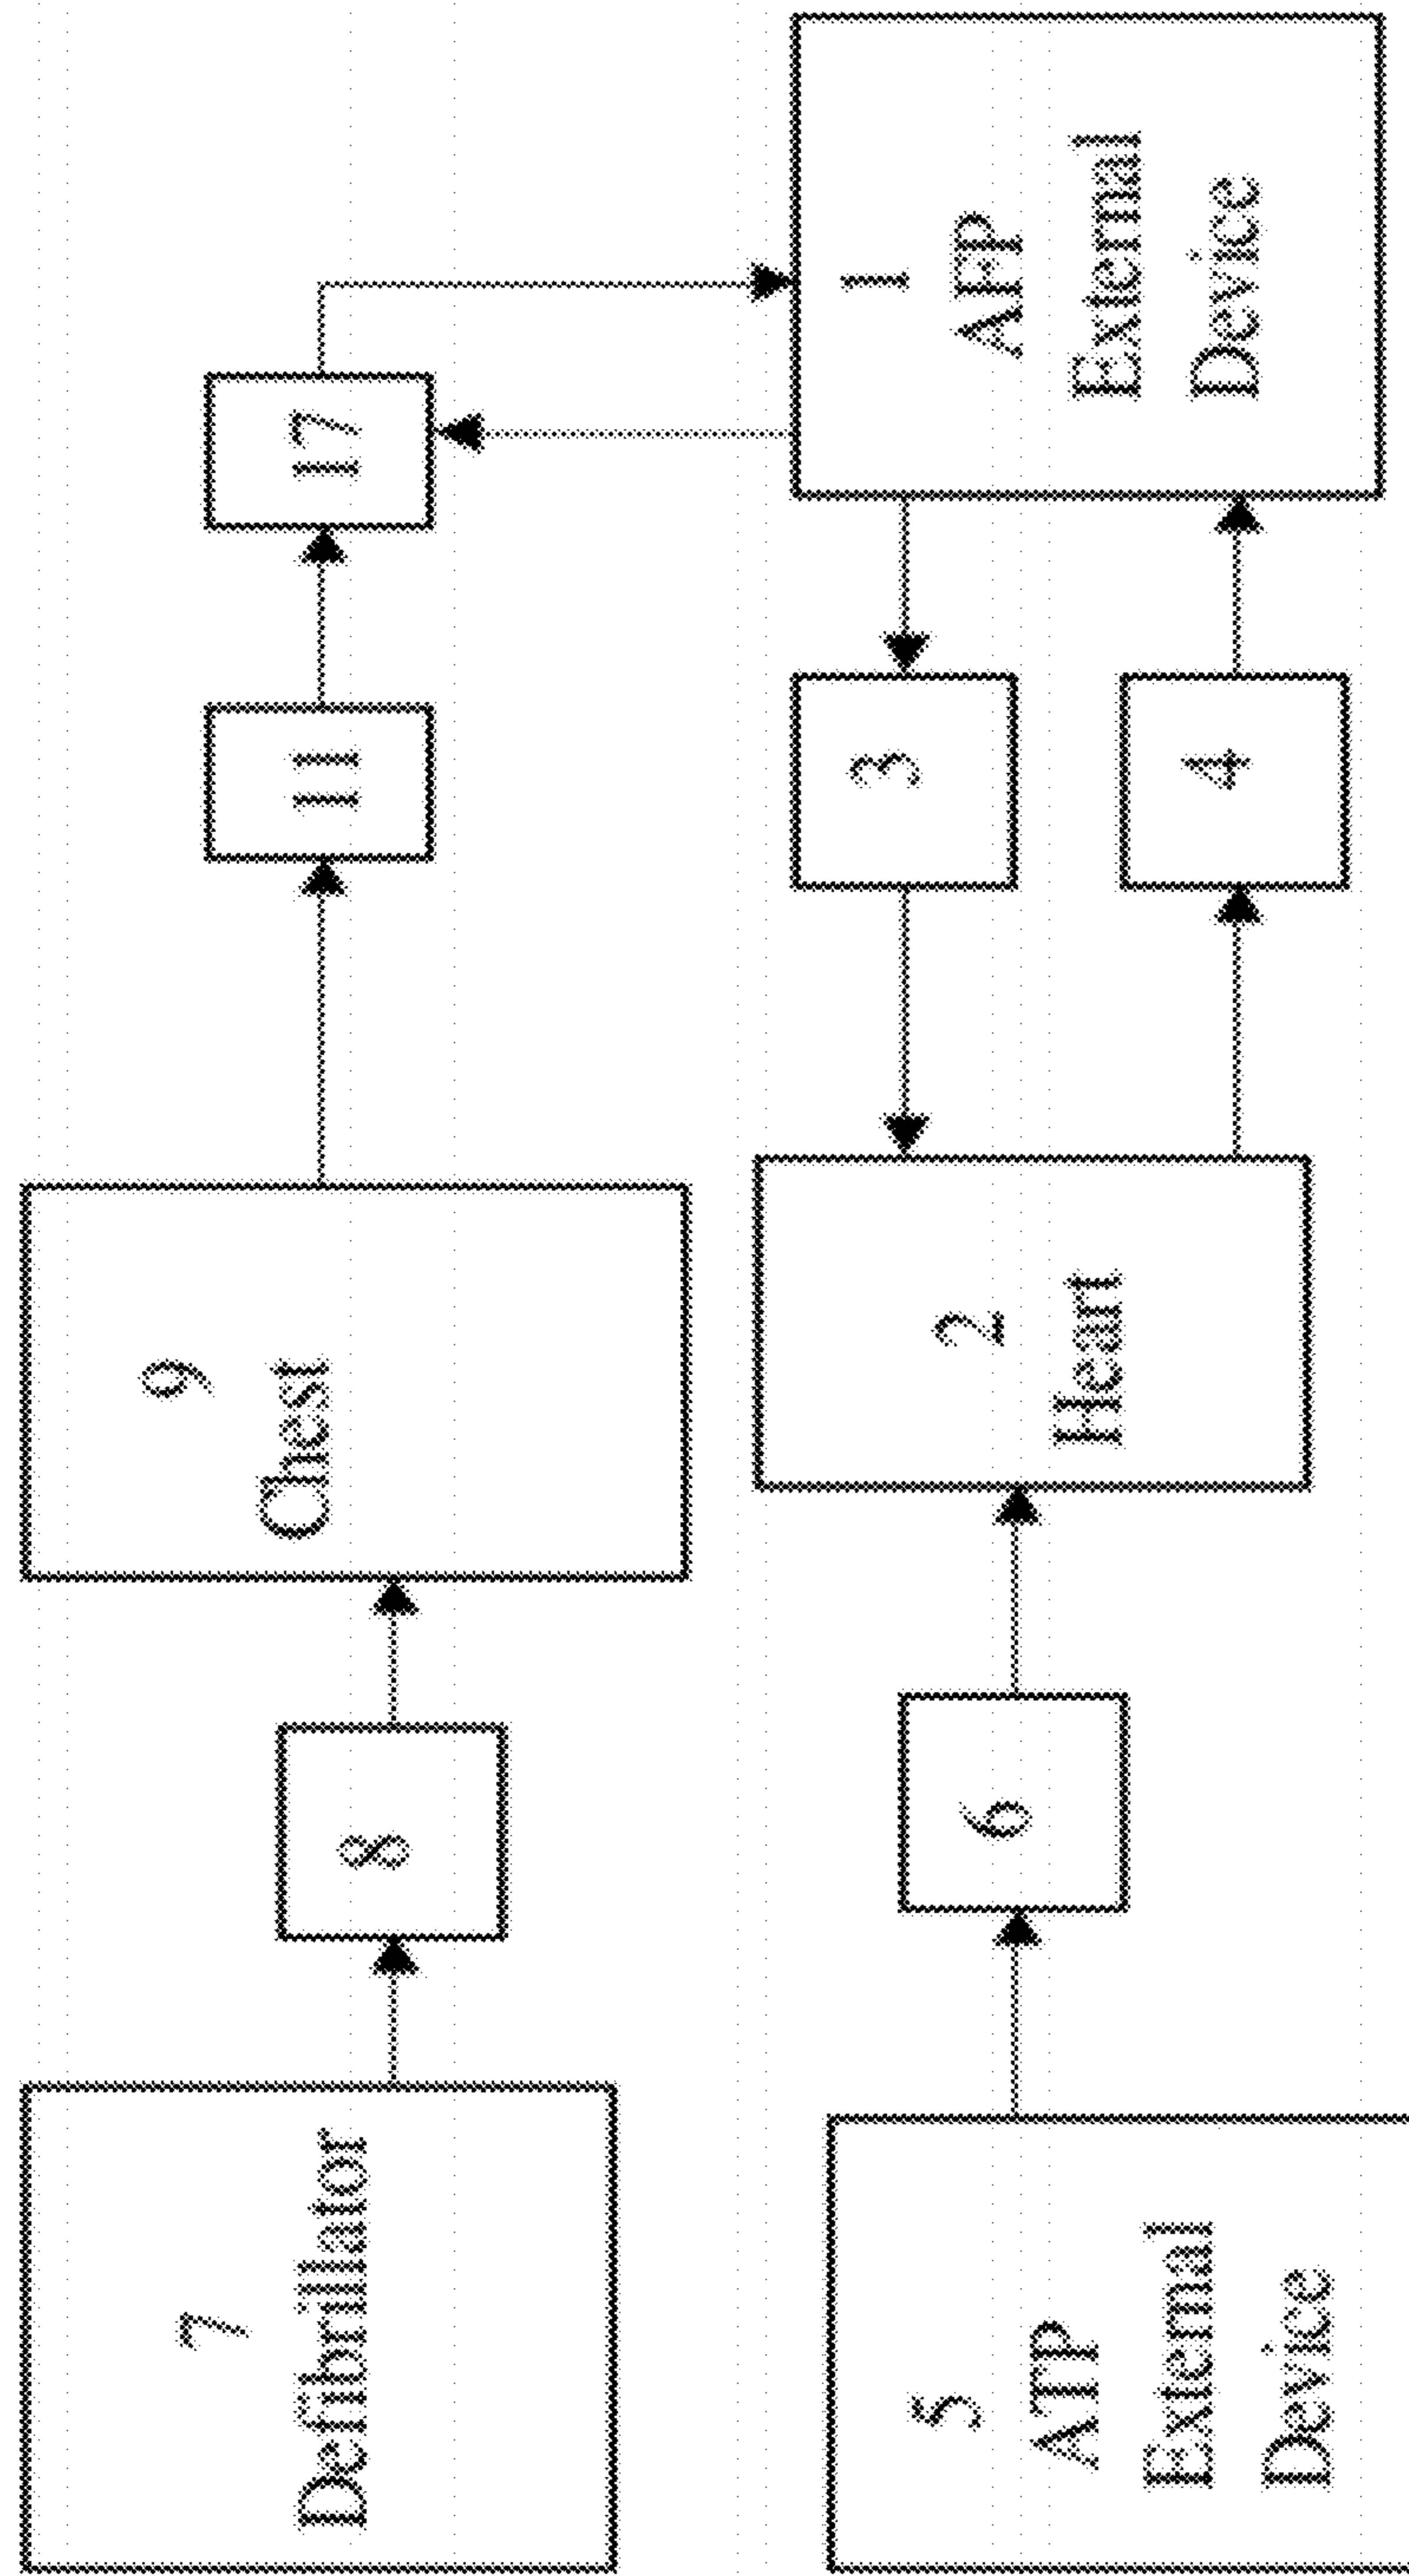 7
Defibrillator
8
9
Chest
11
17
5
ATP
External
Device
6
2
Heart
3
4
1
AFP
External
Device